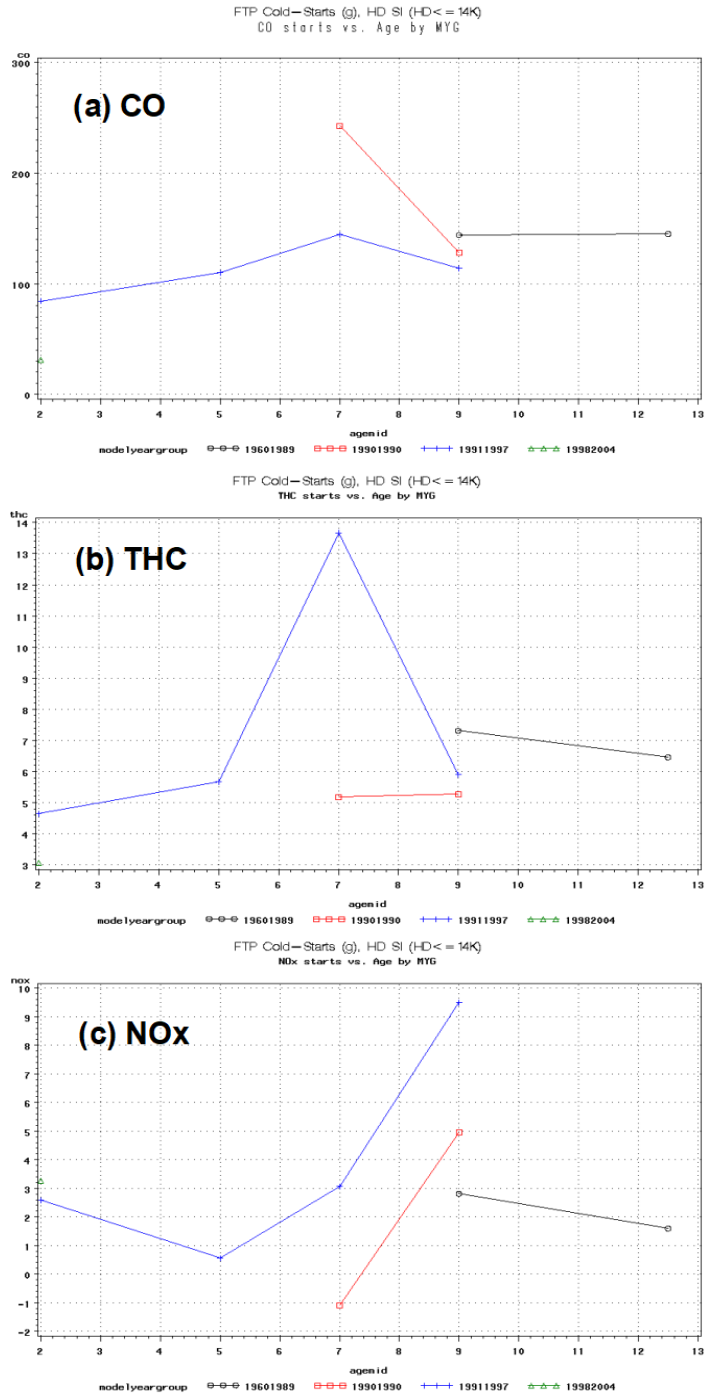 FTP Cold—Starts (g), HD SI (HD<=14K)
CO starts vs. Age by MYG
co
(a) CO
300
200
100
0
2 3 4 5 6 7 8 9 10 11 12 13
agemid
modelyeargroup 19601989 19901990 19911997 19982004
FTP Cold—Starts (g), HD SI (HD<=14K)
THC starts vs. Age by MYG
thc
14
(b) THC
13
12
11
10
9
8
7
6
5
4
3
2 3 4 5 6 7 8 9 10 11 12 13
agemid
modelyeargroup 19601989 19901990 19911997 19982004
FTP Cold—Starts (g), HD SI (HD<=14K)
NOx starts vs. Age by MYG
nox
10
9
(c) NOx
8
7
6
5
4
3
2
1
0
-1
-2
2 3 4 5 6 7 8 9 10 11 12 13
agemid
modelyeargroup 19601989 19901990 19911997 19982004